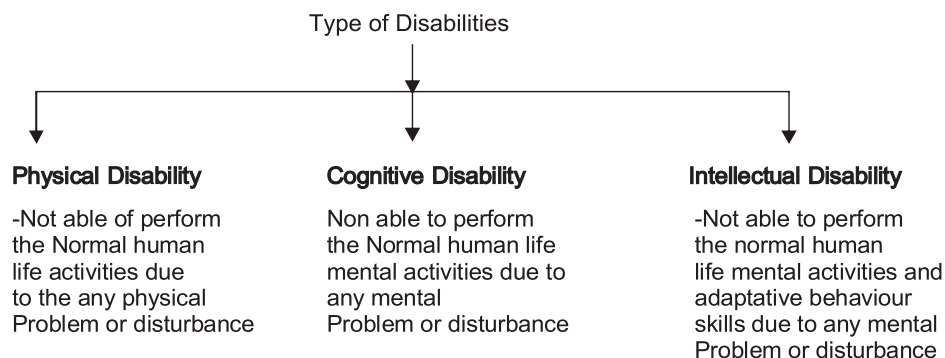 Type of Disabilities
Physical Disability
-Not able of perform
the Normal human
life activities due
to the any physical
Problem or disturbance
Cognitive Disability
Non able to perform
the Normal human life
mental activities due to
any mental
Problem or disturbance
Intellectual Disability
-Not able to perform
the normal human
life mental activities and
adaptative behaviour
skills due to any mental
Problem or disturbance